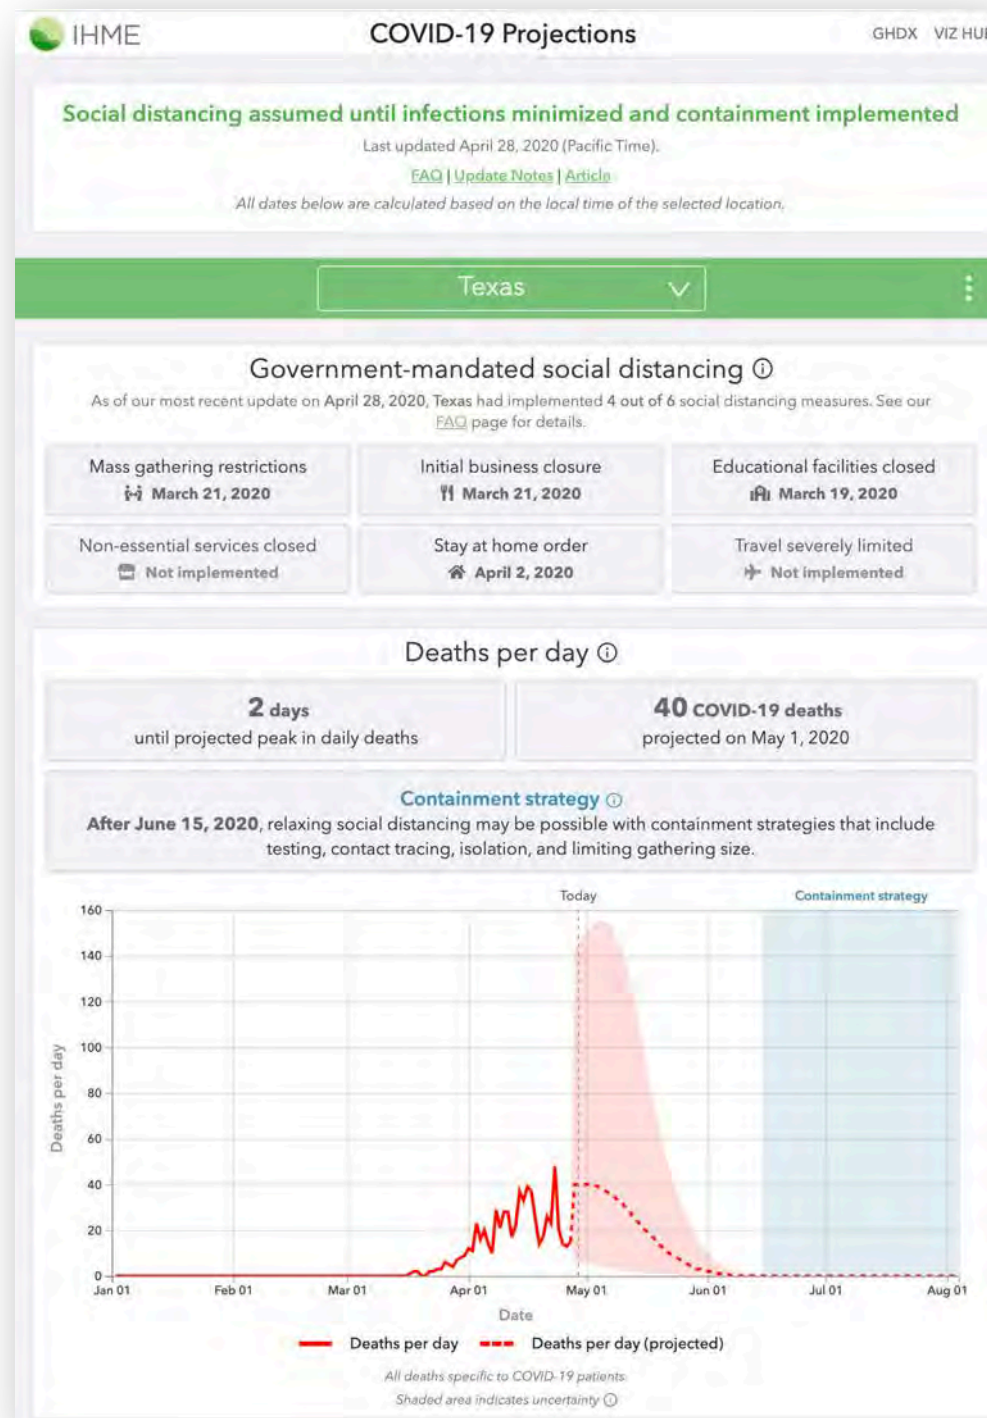 IHME
COVID-19 Projections
GHDX VIZ HUB
Social distancing assumed until infections minimized and containment implemented
Last updated April 28, 2020 (Pacific Time).
FAQ | Update Notes | Article
All dates below are calculated based on the local time of the selected location.
Texas
Government-mandated social distancing
As of our most recent update on April 28, 2020, Texas had implemented 4 out of 6 social distancing measures. See our
FAQ page for details.
Mass gathering restrictions
March 21, 2020
Initial business closure
March 21, 2020
Educational facilities closed
March 19, 2020
Non-essential services closed
Not implemented
Stay at home order
April 2, 2020
Travel severely limited
Not implemented
Deaths per day
2 days
until projected peak in daily deaths
40 COVID-19 deaths
projected on May 1, 2020
Containment strategy
After June 15, 2020, relaxing social distancing may be possible with containment strategies that include
testing, contact tracing, isolation, and limiting gathering size.
Today
Containment strategy
160
140
120
100
80
60
40
20
0
Deaths per day
Jan 01
Feb 01
Mar 01
Apr 01
May 01
Jun 01
Jul 01
Aug 01
Date
Deaths per day
Deaths per day (projected)
All deaths specific to COVID-19 patients.
Shaded area indicates uncertainty